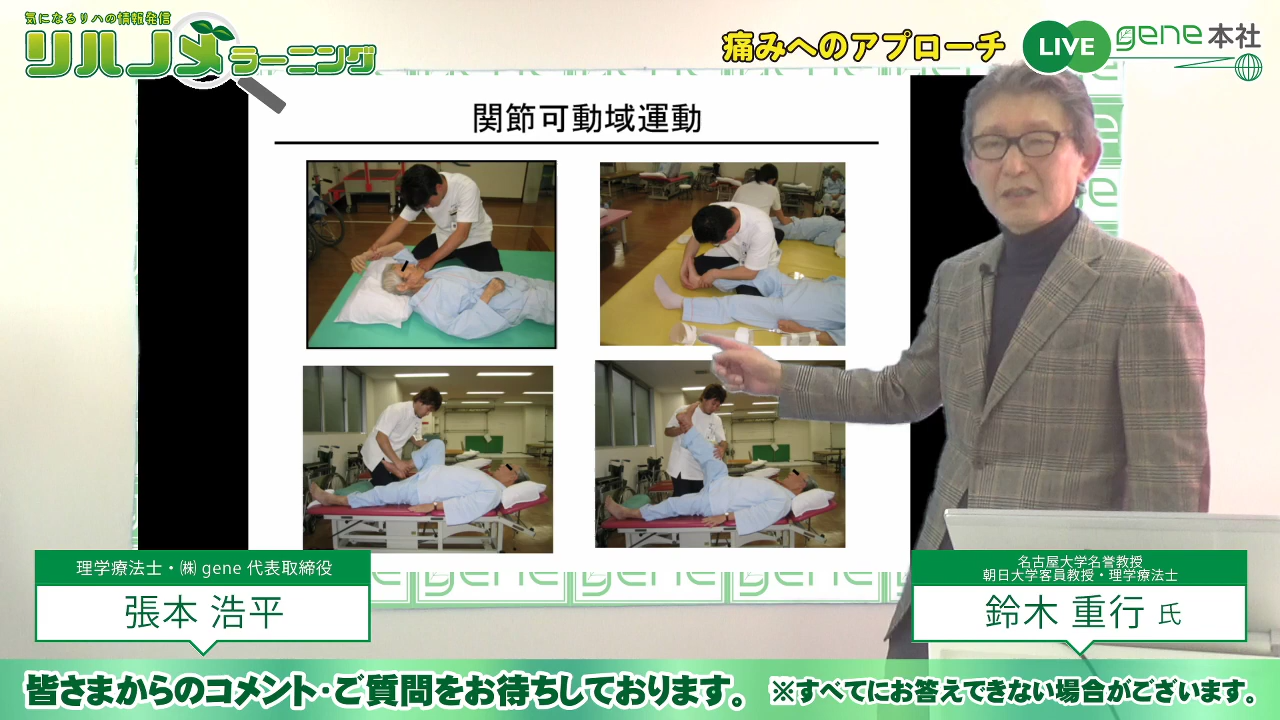 気になるリハの情報発信
リハノメ
ラーニング
痛みへのアプローチ
LIVE
gene 本社
関節可動域運動
理学療法士・㈱gene 代表取締役
張本 浩平
名古屋大学名誉教授
朝日大学客員教授・理学療法士
鈴木 重行 氏
皆さまからのコメント・ご質問をお待ちしております。 ※すべてにお答えできない場合がございます。